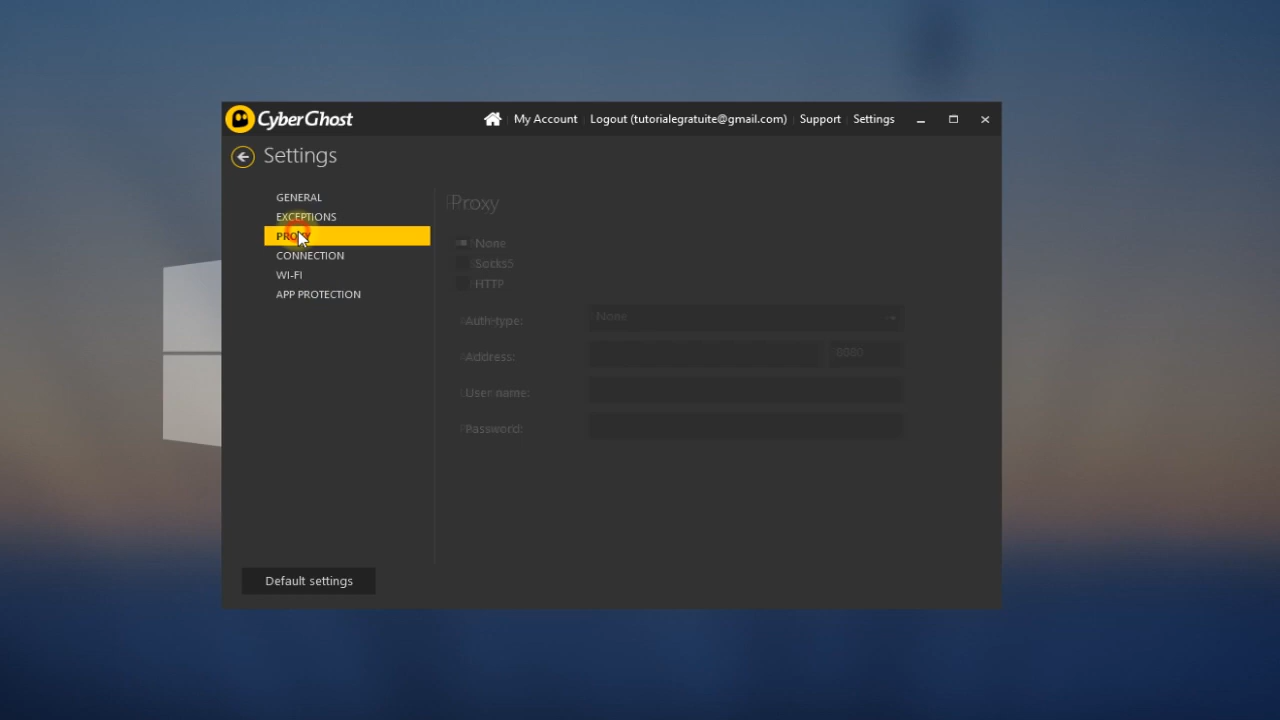 CyberGhost
My Account Logout (tutorialegratuite@gmail.com) Support Settings
Settings
GENERAL
EXCEPTIONS
PROXY
CONNECTION
WI-FI
APP PROTECTION
Proxy
None
Socks5
HTTP
Auth-type: None
Address: 8080
User name:
Password:
Default settings